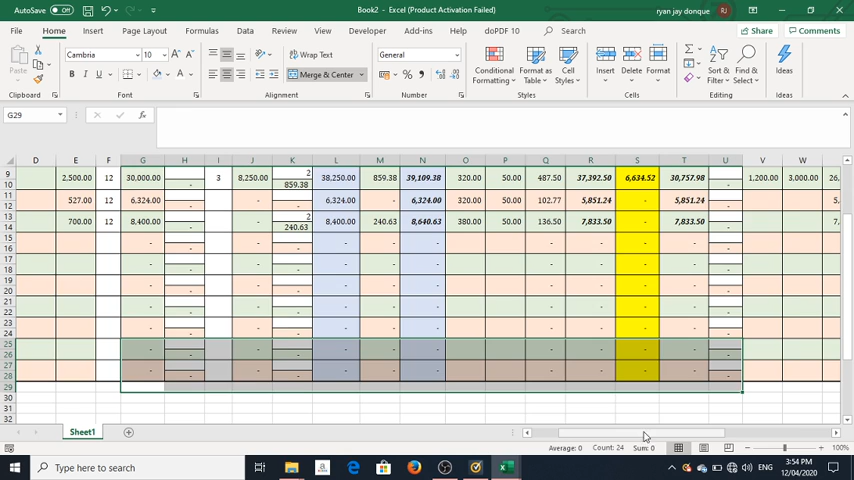 AutoSave Off Book2 - Excel (Product Activation Failed) ryan jay donque RJ
File Home Insert Page Layout Formulas Data Review View Help doPDF 10 Search Share Comments
Paste Cambria 10 A A Wrap Text General Conditional Formatting Format as Table Cell Styles Insert Delete Format Sort & Filter Find & Select Ideas
B I U A Merge & Center % ,
Clipboard Font Alignment Number Styles Cells Editing Ideas
G29 fx
D E F G H I J K L M N O P Q R S T U V W
9 2,500.00 12 30,000.00 3 8,250.00 2 38,250.00 859.38 39,109.38 320.00 50.00 487.50 37,392.50 6,634.52 30,757.98 1,200.00 3,000.00 26.
10 - 859.38 -
11 527.00 12 6,324.00 - 6,324.00 - 6,324.00 320.00 50.00 102.77 5,851.24 - 5,851.24 5.
12 - - -
13 700.00 12 8,400.00 - 2 8,400.00 240.63 8,640.63 380.00 50.00 136.50 7,833.50 - 7,833.50 7,
14 - 240.63 -
15 - - - - - - - - -
16 - - -
17 - - - - - - - - -
18 - - -
19 - - - - - - - - -
20 - - -
21 - - - - - - - - -
22 - - -
23 - - - - - - - - -
24 - - -
25 - - - - - - - - -
26 - - -
27 - - - - - - - - -
28 - - -
29
30
31
32
Sheet1
Average: 0 Count: 24 Sum: 0 100%
Type here to search ENG 3:54 PM 12/04/2020